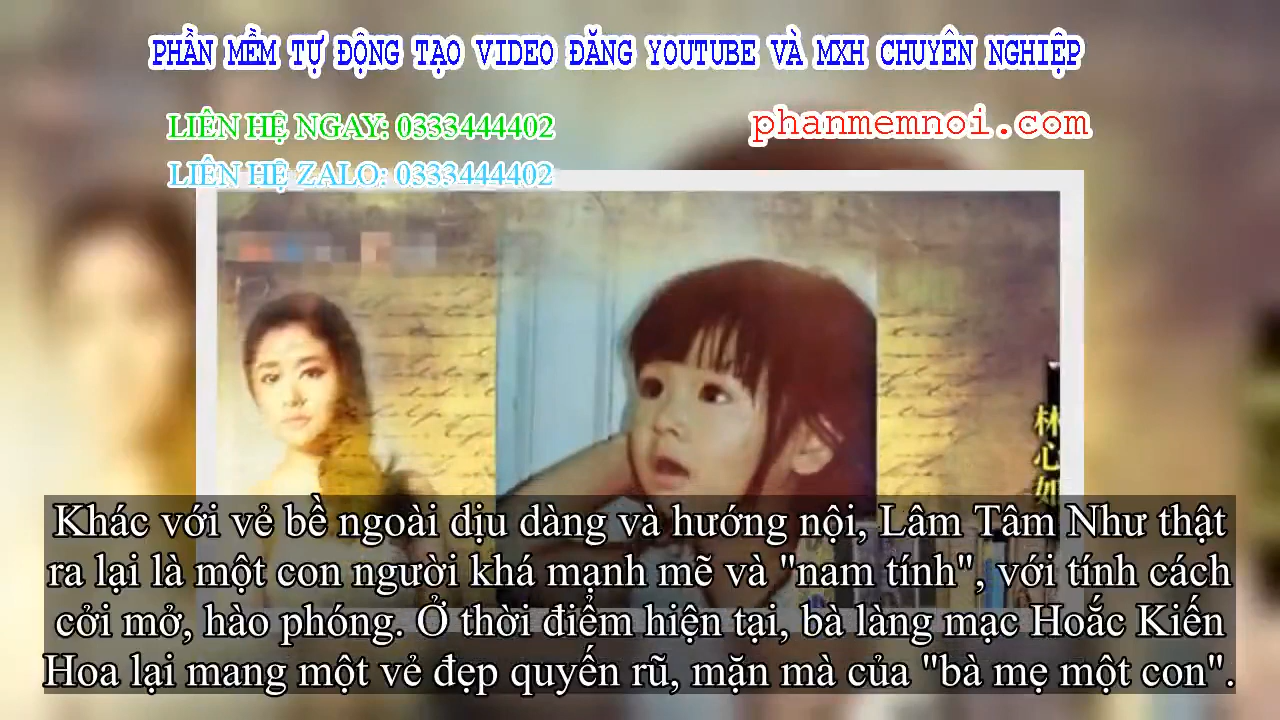 PHẦN MỀM TỰ ĐỘNG TẠO VIDEO ĐĂNG YOUTUBE VÀ MXH CHUYÊN NGHIỆP
LIÊN HỆ NGAY: 0333444402
phanmemnoi.com
LIÊN HỆ ZALO: 0333444402
林心如
Khác với vẻ bề ngoài dịu dàng và hướng nội, Lâm Tâm Như thật
ra lại là một con người khá mạnh mẽ và "nam tính", với tính cách
cởi mở, hào phóng. Ở thời điểm hiện tại, bà làng mạc Hoắc Kiến
Hoa lại mang một vẻ đẹp quyến rũ, mặn mà của "bà mẹ một con".